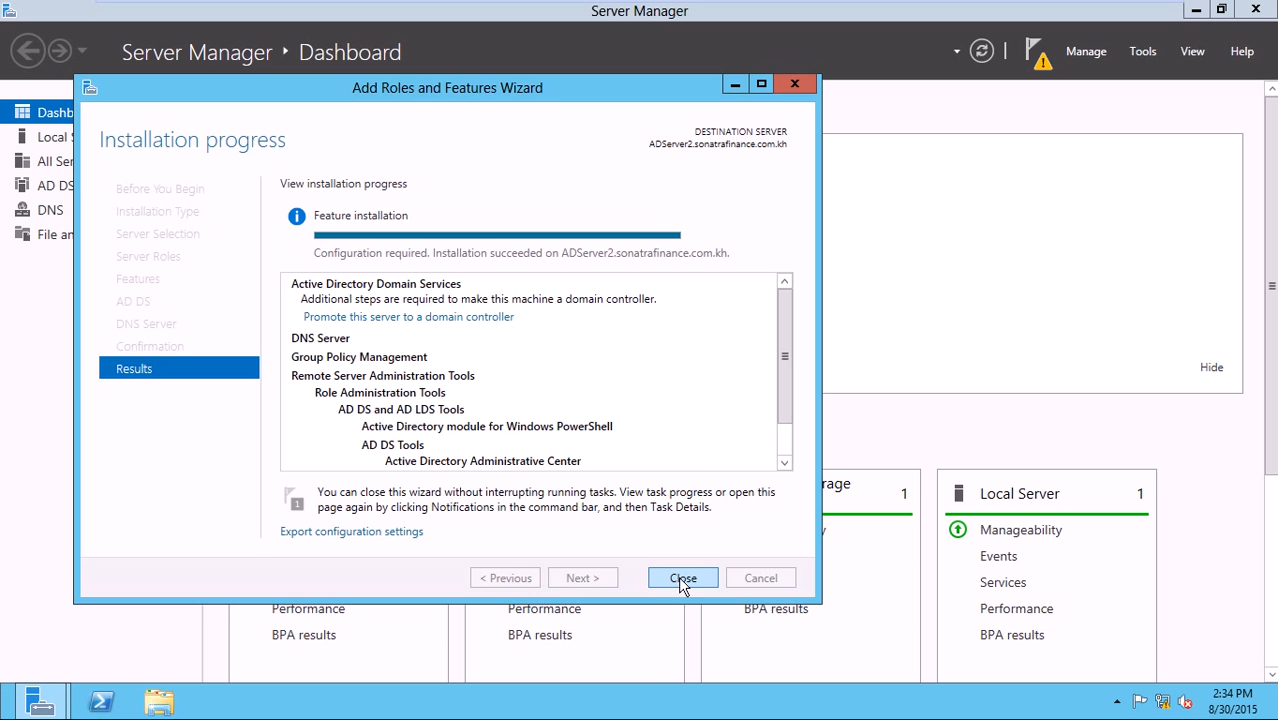 Server Manager
Server Manager ‣ Dashboard
Manage Tools View Help
Add Roles and Features Wizard
Dashb
Local
All Ser
AD DS
DNS
File an
Installation progress
DESTINATION SERVER
ADServer2.sonatrafinance.com.kh
Before You Begin
Installation Type
Server Selection
Server Roles
Features
AD DS
DNS Server
Confirmation
Results
View installation progress
Feature installation
Configuration required. Installation succeeded on ADServer2.sonatrafinance.com.kh.
Active Directory Domain Services
Additional steps are required to make this machine a domain controller.
Promote this server to a domain controller
DNS Server
Group Policy Management
Remote Server Administration Tools
Role Administration Tools
AD DS and AD LDS Tools
Active Directory module for Windows PowerShell
AD DS Tools
Active Directory Administrative Center
1
You can close this wizard without interrupting running tasks. View task progress or open this
page again by clicking Notifications in the command bar, and then Task Details.
Export configuration settings
< Previous Next > Close Cancel
Hide
rage 1
y
Local Server 1
Manageability
Events
Services
Performance
BPA results
Performance
BPA results
Performance
BPA results
BPA results
2:34 PM
8/30/2015